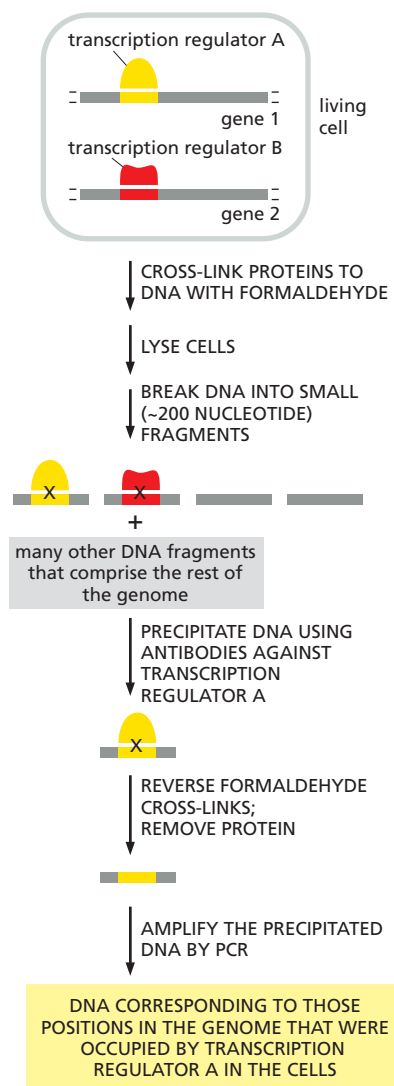 transcription regulator A
gene 1
living
cell
transcription regulator B
gene 2
CROSS-LINK PROTEINS TO
DNA WITH FORMALDEHYDE
LYSE CELLS
BREAK DNA INTO SMALL
(~200 NUCLEOTIDE)
FRAGMENTS
X X
+
many other DNA fragments
that comprise the rest of
the genome
PRECIPITATE DNA USING
ANTIBODIES AGAINST
TRANSCRIPTION
REGULATOR A
X
REVERSE FORMALDEHYDE
CROSS-LINKS;
REMOVE PROTEIN
AMPLIFY THE PRECIPITATED
DNA BY PCR
DNA CORRESPONDING TO THOSE
POSITIONS IN THE GENOME THAT WERE
OCCUPIED BY TRANSCRIPTION
REGULATOR A IN THE CELLS